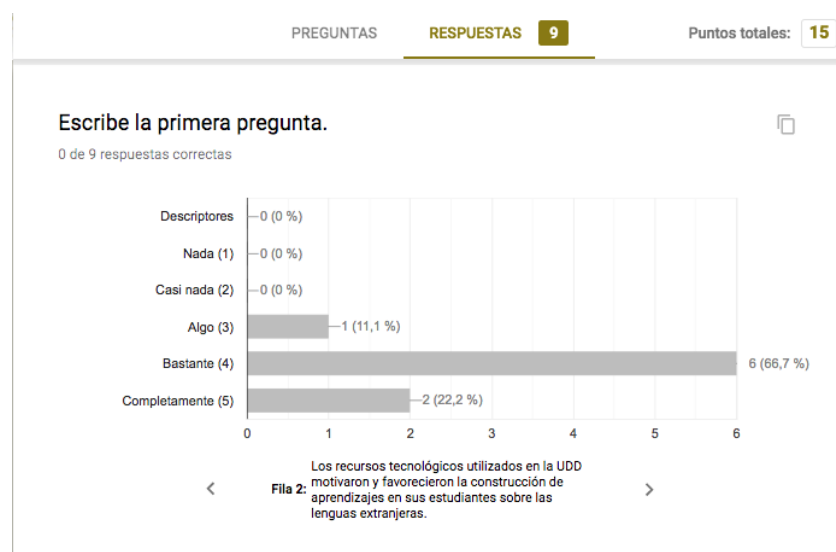 PREGUNTAS
RESPUESTAS 9
Puntos totales: 15
Escribe la primera pregunta.
0 de 9 respuestas correctas
Descriptores 0 (0 %)
Nada (1) 0 (0 %)
Casi nada (2) 0 (0 %)
Algo (3) 1 (11,1 %)
Bastante (4) 6 (66,7 %)
Completamente (5) 2 (22,2 %)
0 1 2 3 4 5 6
Los recursos tecnológicos utilizados en la UDD
Fila 2: motivaron y favorecieron la construcción de
aprendizajes en sus estudiantes sobre las
lenguas extranjeras.